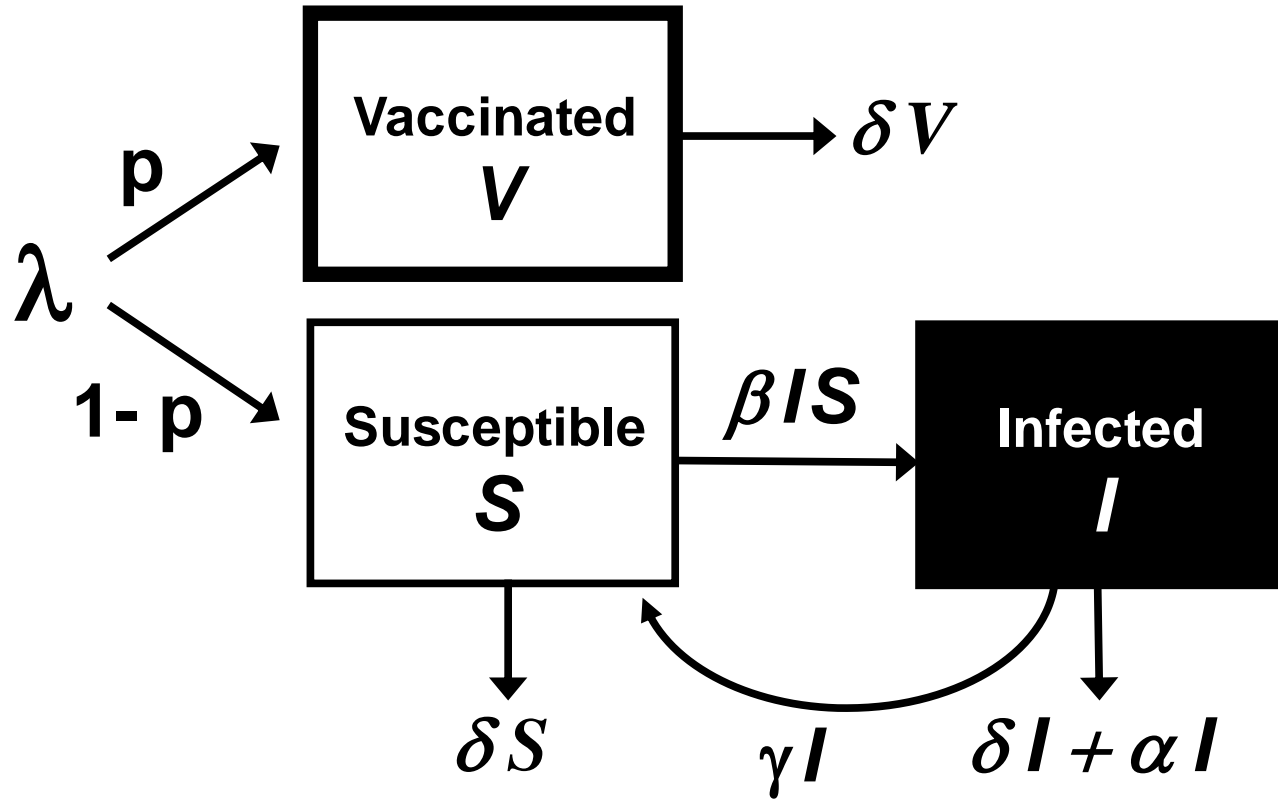 p
Vaccinated
V
δV
λ
1- p
Susceptible
S
βIS
Infected
I
δS
γI
δI + αI